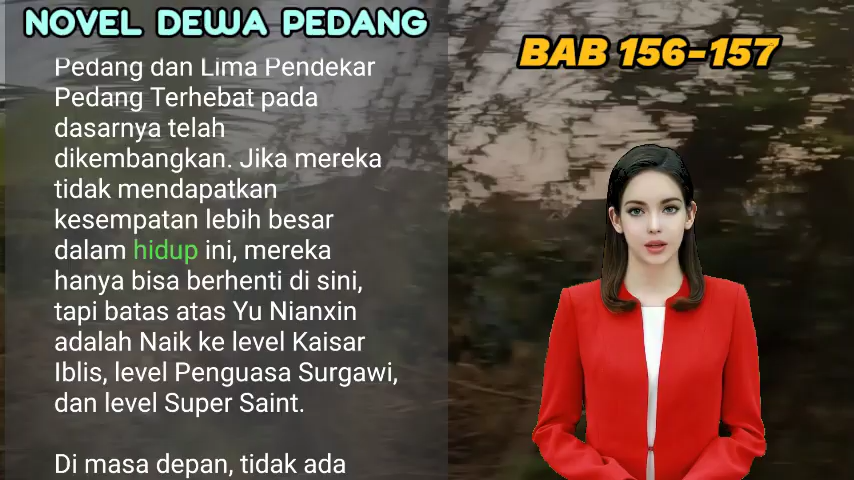 NOVEL DEWA PEDANG
BAB 156-157
Pedang dan Lima Pendekar
Pedang Terhebat pada
dasarnya telah
dikembangkan. Jika mereka
tidak mendapatkan
kesempatan lebih besar
dalam hidup ini, mereka
hanya bisa berhenti di sini,
tapi batas atas Yu Nianxin
adalah Naik ke level Kaisar
Iblis, level Penguasa Surgawi,
dan level Super Saint.
Di masa depan, tidak ada